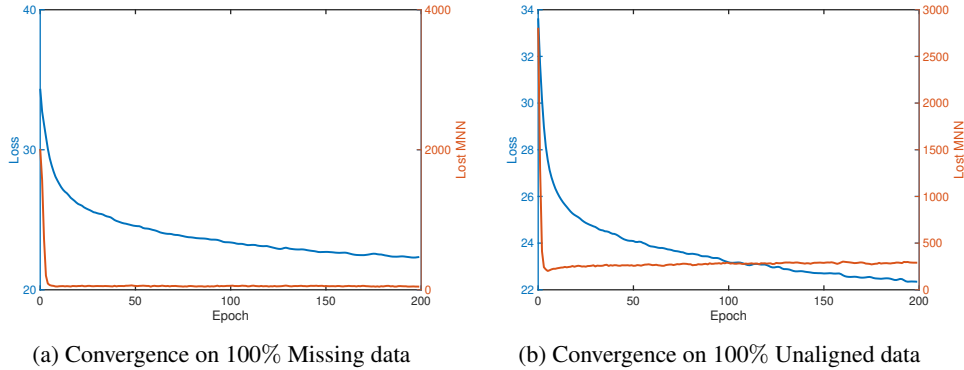 40
30
20
Loss
4000
2000
0
Lost MNN
0 50 100 150 200
Epoch
(a) Convergence on 100% Missing data
34
32
30
28
26
24
22
Loss
3000
2500
2000
1500
1000
500
0
Lost MNN
0 50 100 150 200
Epoch
(b) Convergence on 100% Unaligned data